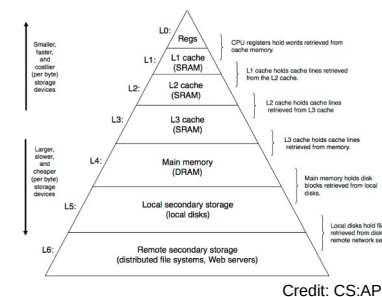 Smaller,
faster,
and
costlier
(per byte)
storage
devices
Larger,
slower,
and
cheaper
(per byte)
storage
devices
L0:
Regs
CPU registers hold words retrieved from
cache memory.
L1:
L1 cache
(SRAM)
L1 cache holds cache lines retrieved
from the L2 cache.
L2:
L2 cache
(SRAM)
L2 cache holds cache lines
retrieved from L3 cache
L3:
L3 cache
(SRAM)
L3 cache holds cache lines
retrieved from memory.
L4:
Main memory
(DRAM)
Main memory holds disk
blocks retrieved from local
disks.
L5:
Local secondary storage
(local disks)
Local disks hold
retrieved from
remote network
L6:
Remote secondary storage
(distributed file systems, Web servers)
Credit: CS:AP